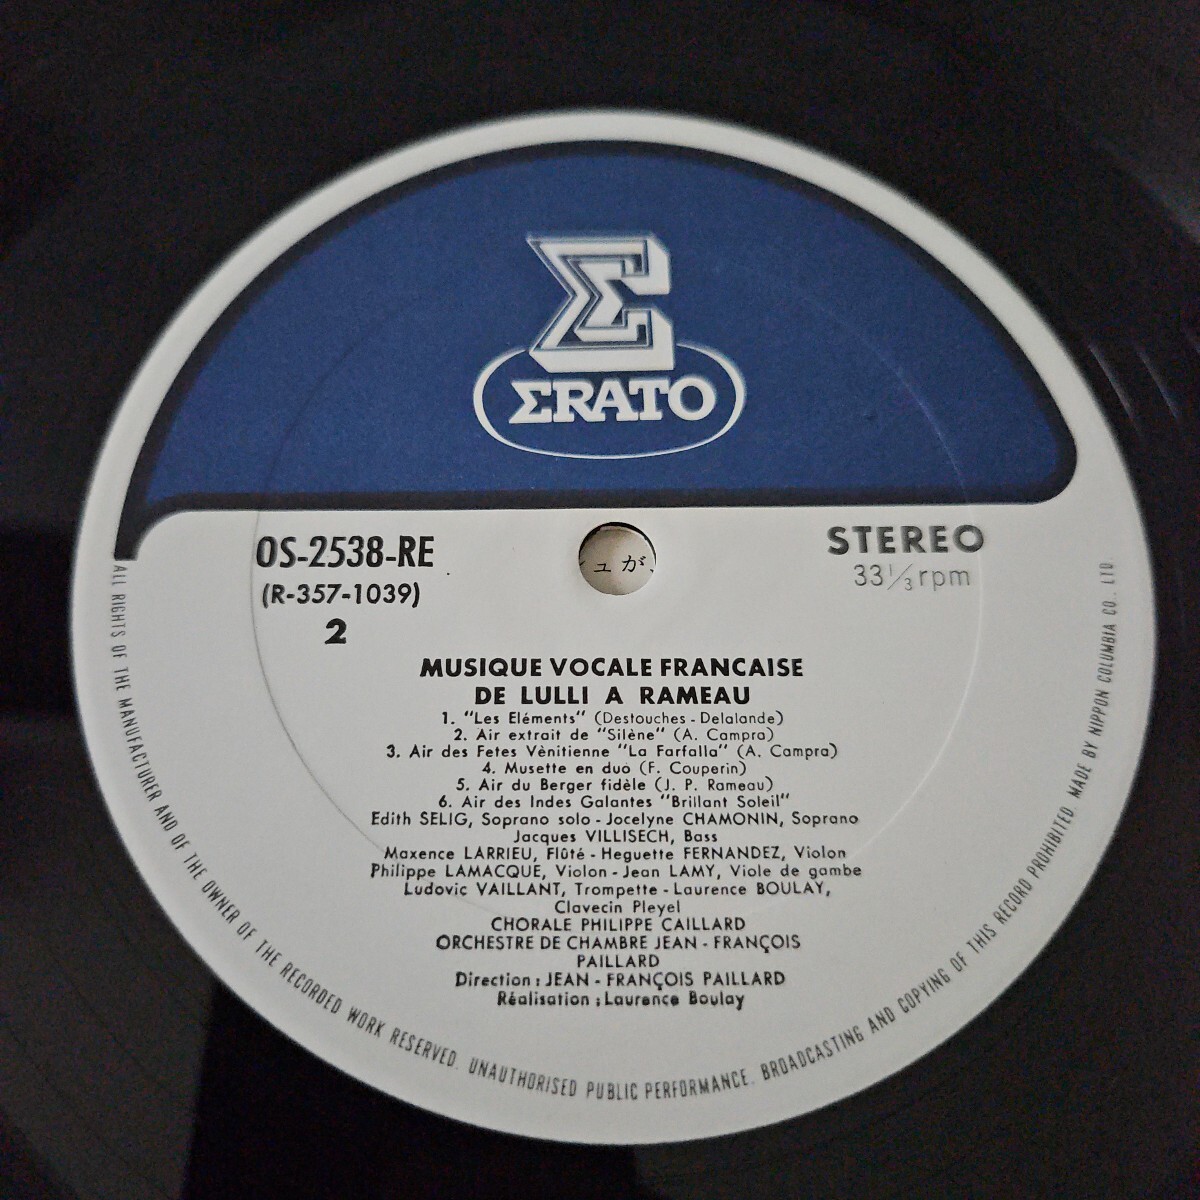 Σ
ΣRATO
OS-2538-RE
(R-357-1039)
2
ュが、
STEREO
33 1/3 rpm
MUSIQUE VOCALE FRANCAISE
DE LULLI A RAMEAU
1. "Les Eléments" (Destouches - Delalande)
2. Air extrait de "Silène" (A. Campra)
3. Air des Fetes Vènitienne "La Farfalla" (A. Campra)
4. Musette en duo (F. Couperin)
5. Air du Berger fidèle (J. P. Rameau)
6. Air des Indes Galantes "Brillant Soleil"
Edith SELIG, Soprano solo - Jocelyne CHAMONIN, Soprano
Jacques VILLISECH, Bass
Maxence LARRIEU, Flûté - Heguette FERNANDEZ, Violon
Philippe LAMACQUE, Violon - Jean LAMY, Viole de gambe
Ludovic VAILLANT, Trompette - Laurence BOULAY,
Clavecin Pleyel
CHORALE PHILIPPE CAILLARD
ORCHESTRE DE CHAMBRE JEAN - FRANÇOIS
PAILLARD
Direction : JEAN - FRANÇOIS PAILLARD
Réalisation ; Laurence Boulay
ALL RIGHTS OF THE MANUFACTURER AND OF THE OWNER OF THE RECORDED WORK RESERVED. UNAUTHORISED PUBLIC PERFORMANCE. BROADCASTING AND COPYING OF THIS RECORD PROHIBITED. MADE BY NIPPON COLUMBIA CO., LTD.